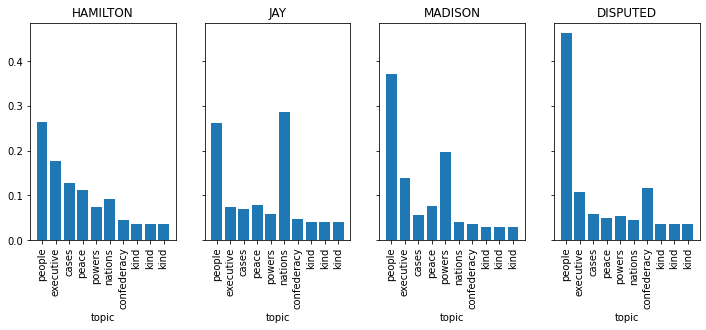 HAMILTON JAY MADISON DISPUTED
0.4
0.3
0.2
0.1
0.0
people executive cases peace powers nations confederacy kind kind kind
people executive cases peace powers nations confederacy kind kind kind
people executive cases peace powers nations confederacy kind kind kind
people executive cases peace powers nations confederacy kind kind kind
topic topic topic topic